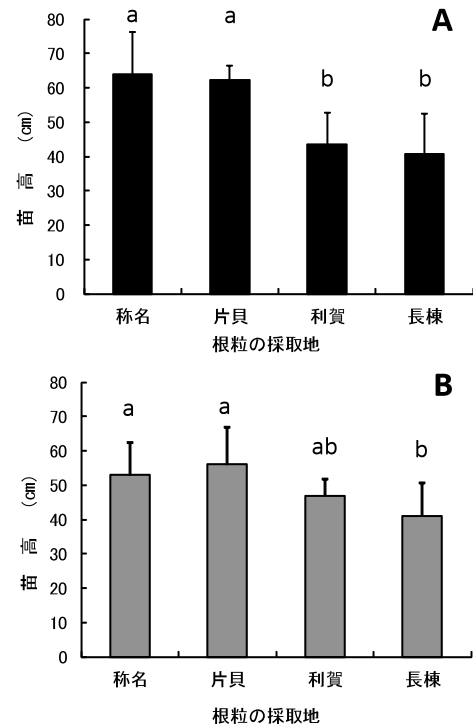 A
80
70
60
50
40
30
20
10
0
苗 高 (cm)
a a b b
称名 片貝 利賀 長棟
根粒の採取地
B
80
70
60
50
40
30
20
10
0
苗 高 (cm)
a a ab b
称名 片貝 利賀 長棟
根粒の採取地